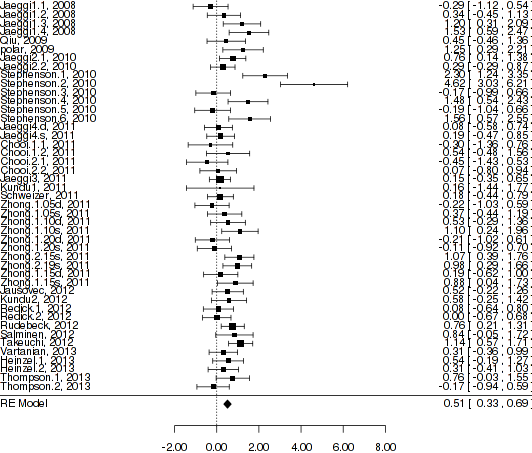 Jaeggi1.1, 2008 -0.29 [ -1.12 , 0.54 ]
Jaeggi1.2, 2008 0.34 [ -0.45 , 1.13 ]
Jaeggi1.3, 2008 1.20 [ 0.31 , 2.09 ]
Jaeggi1.4, 2008 1.53 [ 0.59 , 2.47 ]
Qiu, 2009 0.45 [ -0.46 , 1.36 ]
polar, 2009 1.25 [ 0.29 , 2.21 ]
Jaeggi2.1, 2010 0.76 [ 0.14 , 1.38 ]
Jaeggi2.2, 2010 0.29 [ -0.29 , 0.87 ]
Stephenson.1, 2010 2.30 [ 1.24 , 3.35 ]
Stephenson.2, 2010 4.62 [ 3.03 , 6.21 ]
Stephenson.3, 2010 -0.17 [ -0.99 , 0.66 ]
Stephenson.4, 2010 1.48 [ 0.54 , 2.43 ]
Stephenson.5, 2010 -0.19 [ -1.04 , 0.66 ]
Stephenson.6, 2010 1.56 [ 0.57 , 2.55 ]
Jaeggi4.d, 2011 0.08 [ -0.58 , 0.74 ]
Jaeggi4.s, 2011 0.19 [ -0.47 , 0.85 ]
Chooi.1.1, 2011 -0.30 [ -1.36 , 0.76 ]
Chooi.1.2, 2011 0.54 [ -0.48 , 1.56 ]
Chooi.2.1, 2011 -0.45 [ -1.43 , 0.53 ]
Chooi.2.2, 2011 0.07 [ -0.80 , 0.94 ]
Jaeggi3, 2011 0.15 [ -0.35 , 0.65 ]
Kundu1, 2011 0.16 [ -1.44 , 1.77 ]
Schweizer, 2011 0.18 [ -0.44 , 0.79 ]
Zhong.1.05d, 2011 -0.22 [ -1.03 , 0.59 ]
Zhong.1.05s, 2011 0.37 [ -0.44 , 1.19 ]
Zhong.1.10d, 2011 0.53 [ -0.29 , 1.36 ]
Zhong.1.10s, 2011 1.10 [ 0.24 , 1.96 ]
Zhong.1.20d, 2011 -0.21 [ -1.02 , 0.61 ]
Zhong.1.20s, 2011 -0.11 [ -0.92 , 0.70 ]
Zhong.2.15s, 2011 1.07 [ 0.39 , 1.76 ]
Zhong.2.19s, 2011 0.98 [ 0.29 , 1.66 ]
Zhong.1.15d, 2011 0.19 [ -0.62 , 1.00 ]
Zhong.1.15s, 2011 0.88 [ 0.04 , 1.73 ]
Jausovec, 2012 0.52 [ -0.22 , 1.26 ]
Kundu2, 2012 0.58 [ -0.25 , 1.42 ]
Redick.1, 2013 0.08 [ -0.64 , 0.80 ]
Redick.2, 2013 0.00 [ -0.67 , 0.68 ]
Rudebeck, 2012 0.76 [ 0.21 , 1.31 ]
Salminen, 2012 0.84 [ -0.05 , 1.72 ]
Takeuchi, 2012 1.14 [ 0.57 , 1.71 ]
Vartanian, 2013 0.31 [ -0.36 , 0.99 ]
Heinzel.1, 2013 0.54 [ -0.19 , 1.27 ]
Heinzel.2, 2013 0.31 [ -0.41 , 1.03 ]
Thompson.1, 2013 0.76 [ -0.03 , 1.55 ]
Thompson.2, 2013 -0.17 [ -0.94 , 0.59 ]
RE Model 0.51 [ 0.33 , 0.69 ]
-2.00 0.00 2.00 4.00 6.00 8.00